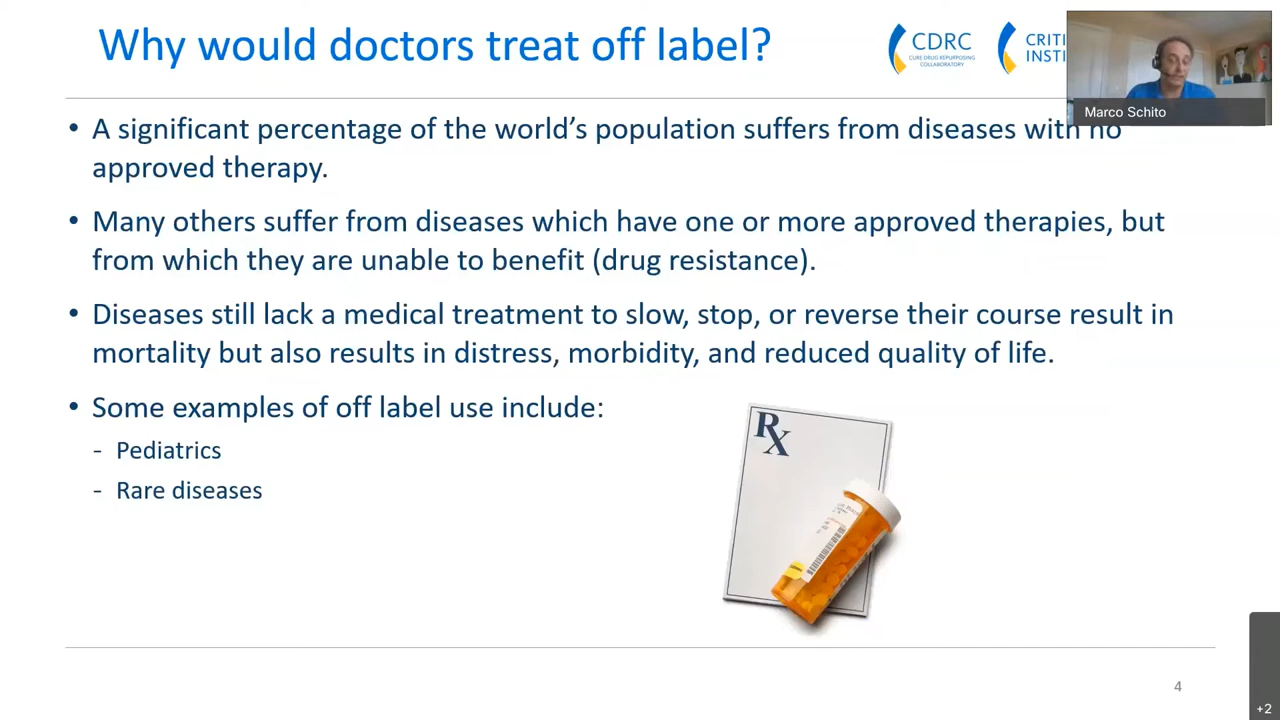 Why would doctors treat off label?
CDRC
CURE DRUG REPURPOSING
COLLABORATORY
CRITI
INSTI
Marco Schito
• A significant percentage of the world's population suffers from diseases with no
approved therapy.
• Many others suffer from diseases which have one or more approved therapies, but
from which they are unable to benefit (drug resistance).
• Diseases still lack a medical treatment to slow, stop, or reverse their course result in
mortality but also results in distress, morbidity, and reduced quality of life.
• Some examples of off label use include:
- Pediatrics
- Rare diseases
Rx
4
+2